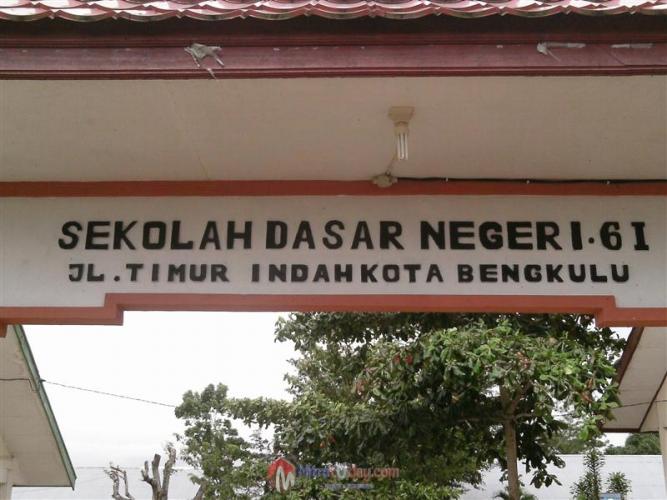 SEKOLAH DASAR NEGERI.61
JL.TIMUR INDAH KOTA BENGKULU